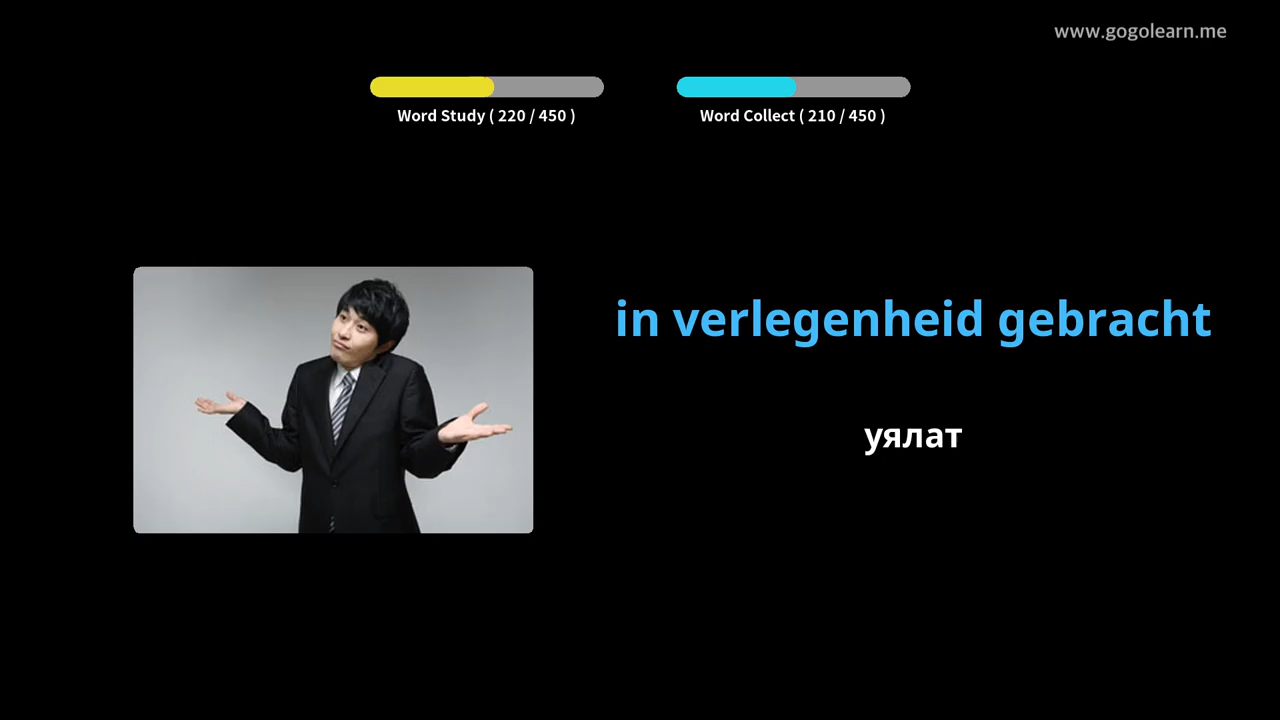 www.gogolearn.me
Word Study ( 220 / 450 )
Word Collect ( 210 / 450 )
in verlegenheid gebracht
уялат